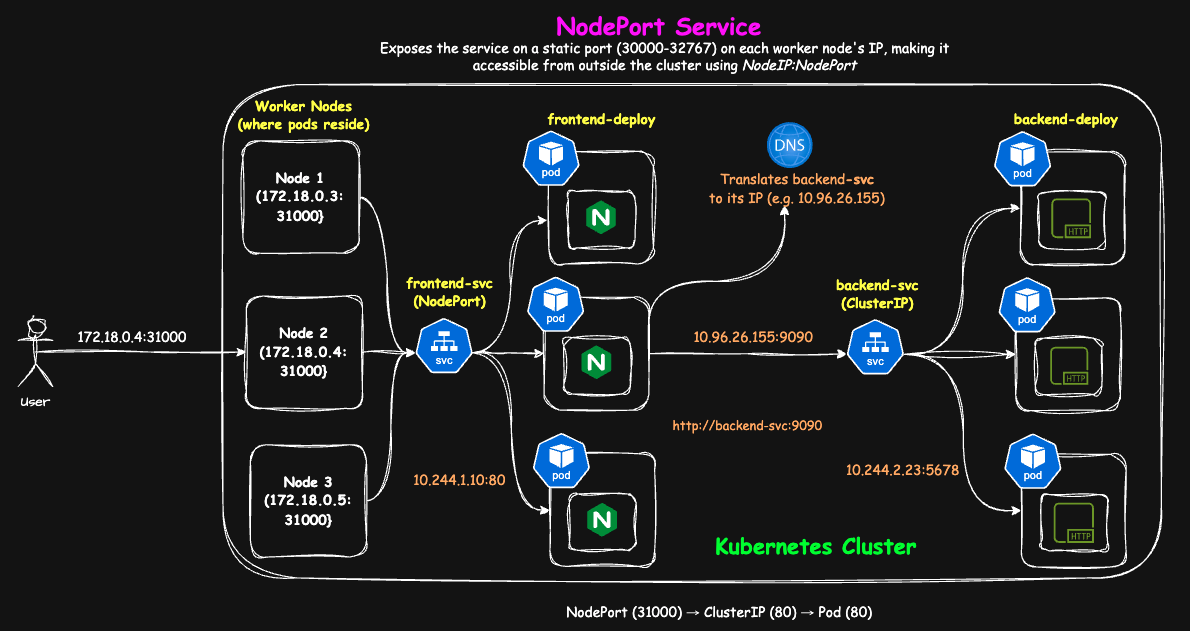 NodePort Service
Exposes the service on a static port (30000-32767) on each worker node's IP, making it
accessible from outside the cluster using NodeIP:NodePort
Worker Nodes
(where pods reside)
Node 1
(172.18.0.3:
31000}
Node 2
(172.18.0.4:
31000}
Node 3
(172.18.0.5:
31000}
User
172.18.0.4:31000
frontend-svc
(NodePort)
svc
10.244.1.10:80
frontend-deploy
pod
N
pod
N
pod
N
DNS
Translates backend-svc
to its IP (e.g. 10.96.26.155)
10.96.26.155:9090
http://backend-svc:9090
backend-svc
(ClusterIP)
svc
10.244.2.23:5678
backend-deploy
pod
HTTP
pod
HTTP
pod
HTTP
Kubernetes Cluster
NodePort (31000) → ClusterIP (80) → Pod (80)